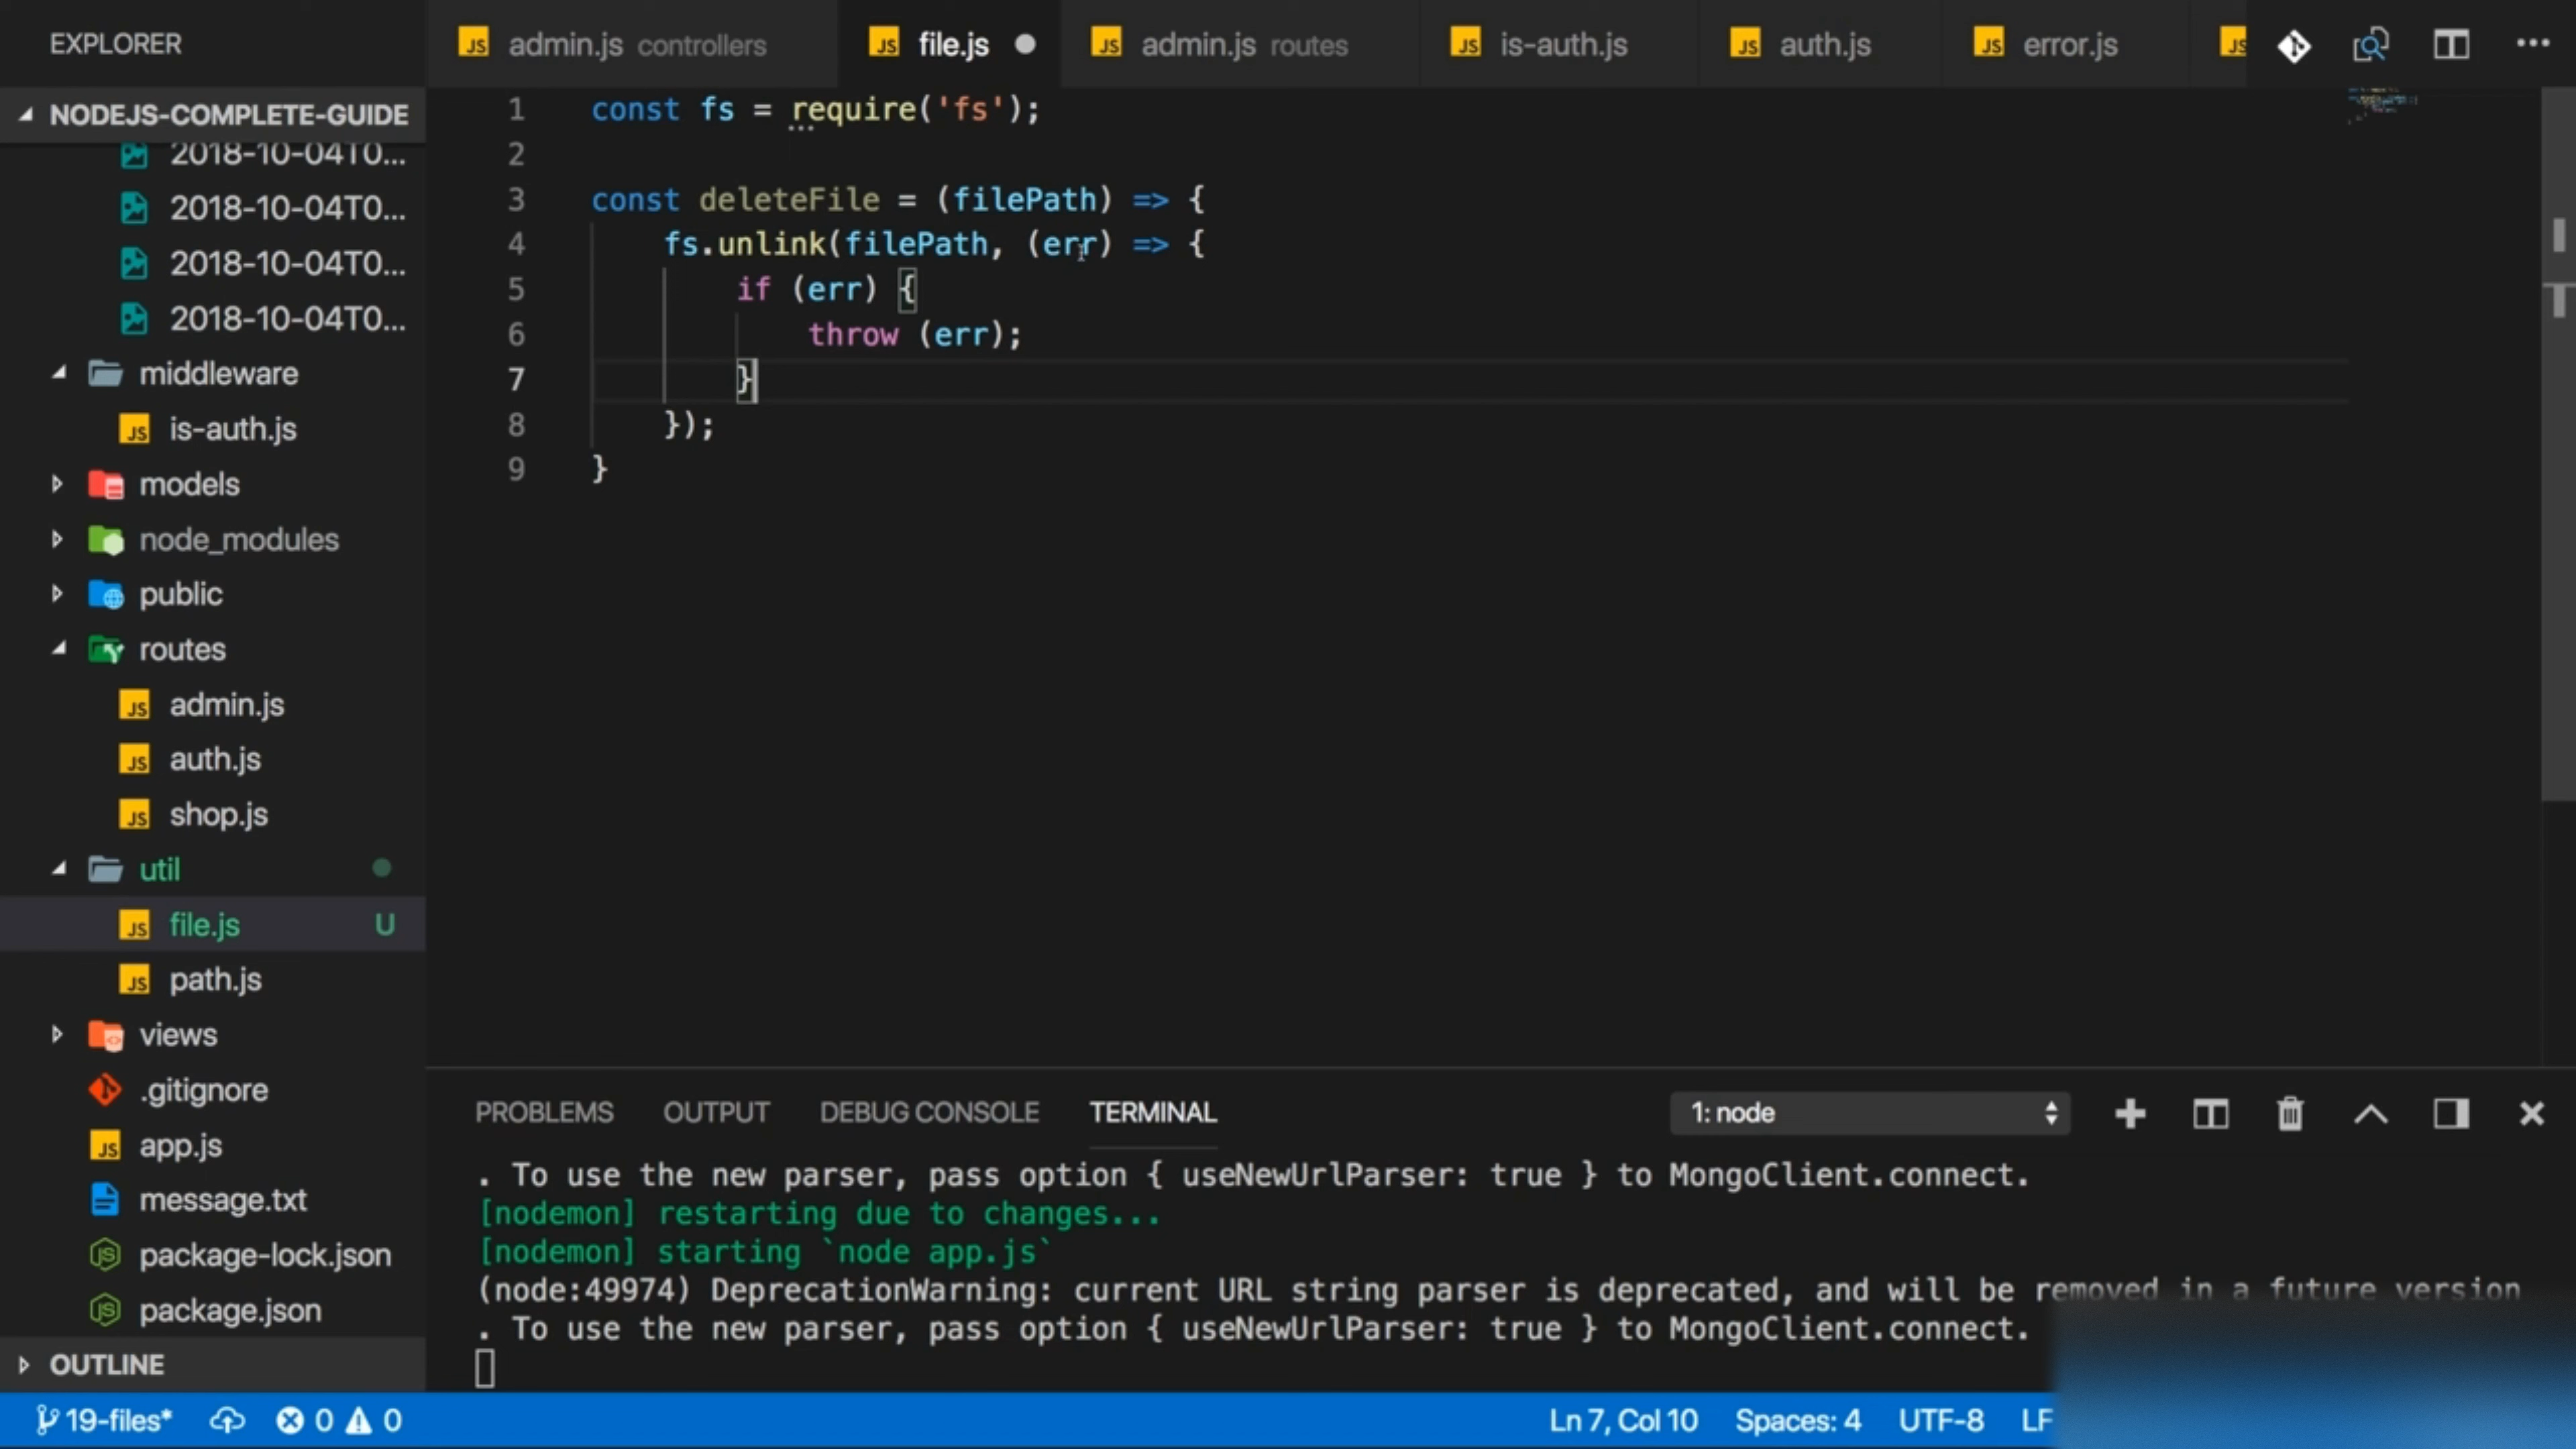 EXPLORER
NODEJS-COMPLETE-GUIDE
2018-10-04T0...
2018-10-04T0...
2018-10-04T0...
2018-10-04T0...
middleware
is-auth.js
models
node_modules
public
routes
admin.js
auth.js
shop.js
util
file.js U
path.js
views
.gitignore
app.js
message.txt
package-lock.json
package.json
OUTLINE
admin.js controllers file.js admin.js routes is-auth.js auth.js error.js
1 const fs = require('fs');
2
3 const deleteFile = (filePath) => {
4 fs.unlink(filePath, (err) => {
5 if (err) {
6 throw (err);
7 }
8 });
9 }
PROBLEMS OUTPUT DEBUG CONSOLE TERMINAL 1: node
. To use the new parser, pass option { useNewUrlParser: true } to MongoClient.connect.
[nodemon] restarting due to changes...
[nodemon] starting `node app.js`
(node:49974) DeprecationWarning: current URL string parser is deprecated, and will be removed in a future version
. To use the new parser, pass option { useNewUrlParser: true } to MongoClient.connect.
19-files* 0 0 Ln 7, Col 10 Spaces: 4 UTF-8 LF